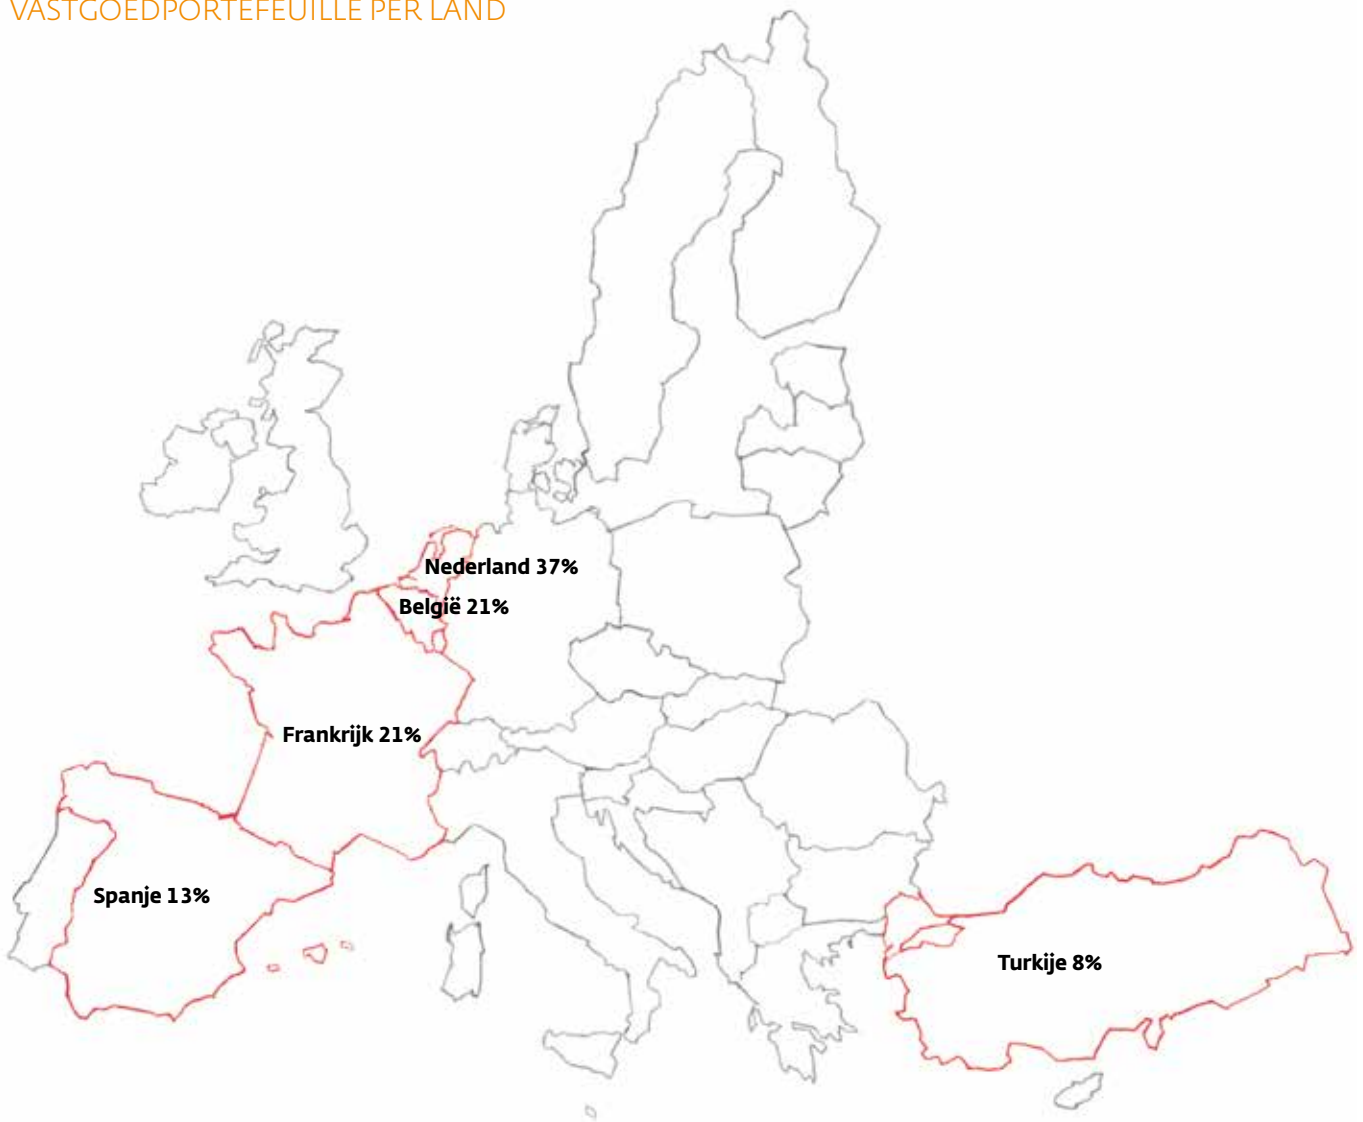 VASTGOEDPORTEFEUILLE PER LAND
Nederland 37%
België 21%
Frankrijk 21%
Spanje 13%
Turkije 8%